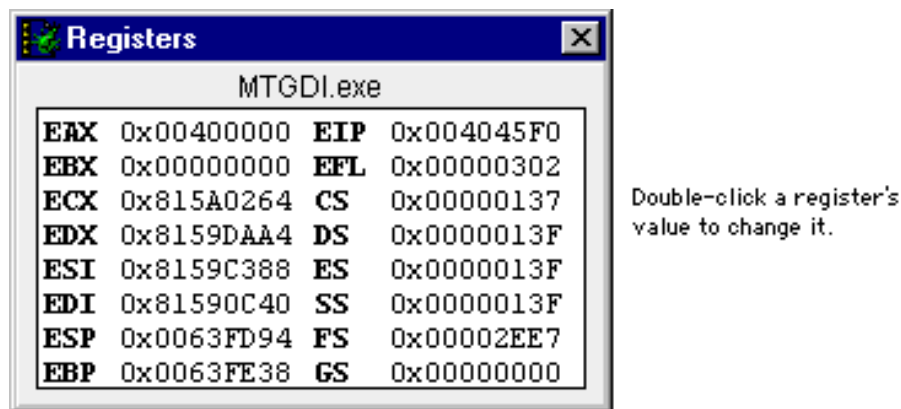 Registers
MTGDI.exe
EAX 0x00400000 EIP 0x004045F0
EBX 0x00000000 EFL 0x00000302
ECX 0x815A0264 CS 0x00000137
EDX 0x8159DAA4 DS 0x0000013F
ESI 0x8159C388 ES 0x0000013F
EDI 0x81590C40 SS 0x0000013F
ESP 0x0063FD94 FS 0x00002EE7
EBP 0x0063FE38 GS 0x00000000
Double-click a register's
value to change it.